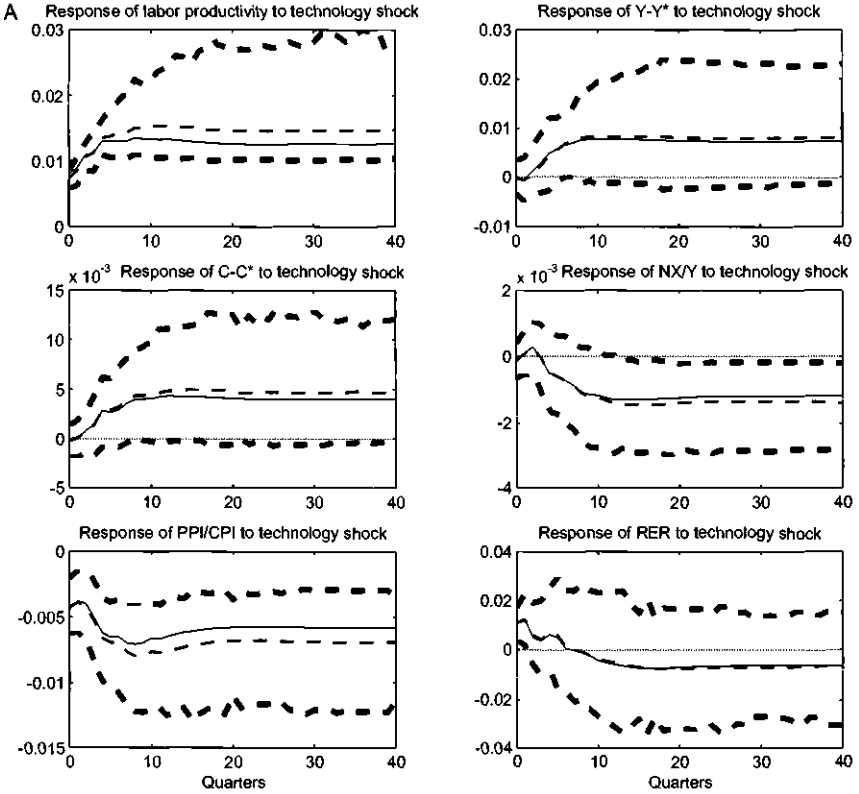 A
Response of labor productivity to technology shock
0.03
0.02
0.01
0
0 10 20 30 40
Response of Y-Y* to technology shock
0.03
0.02
0.01
0
-0.01
0 10 20 30 40
x 10⁻³ Response of C-C* to technology shock
15
10
5
0
-5
0 10 20 30 40
x 10⁻³ Response of NX/Y to technology shock
2
0
-2
-4
0 10 20 30 40
Response of PPI/CPI to technology shock
0
-0.005
-0.01
-0.015
0 10 20 30 40
Quarters
Response of RER to technology shock
0.04
0.02
0
-0.02
-0.04
0 10 20 30 40
Quarters